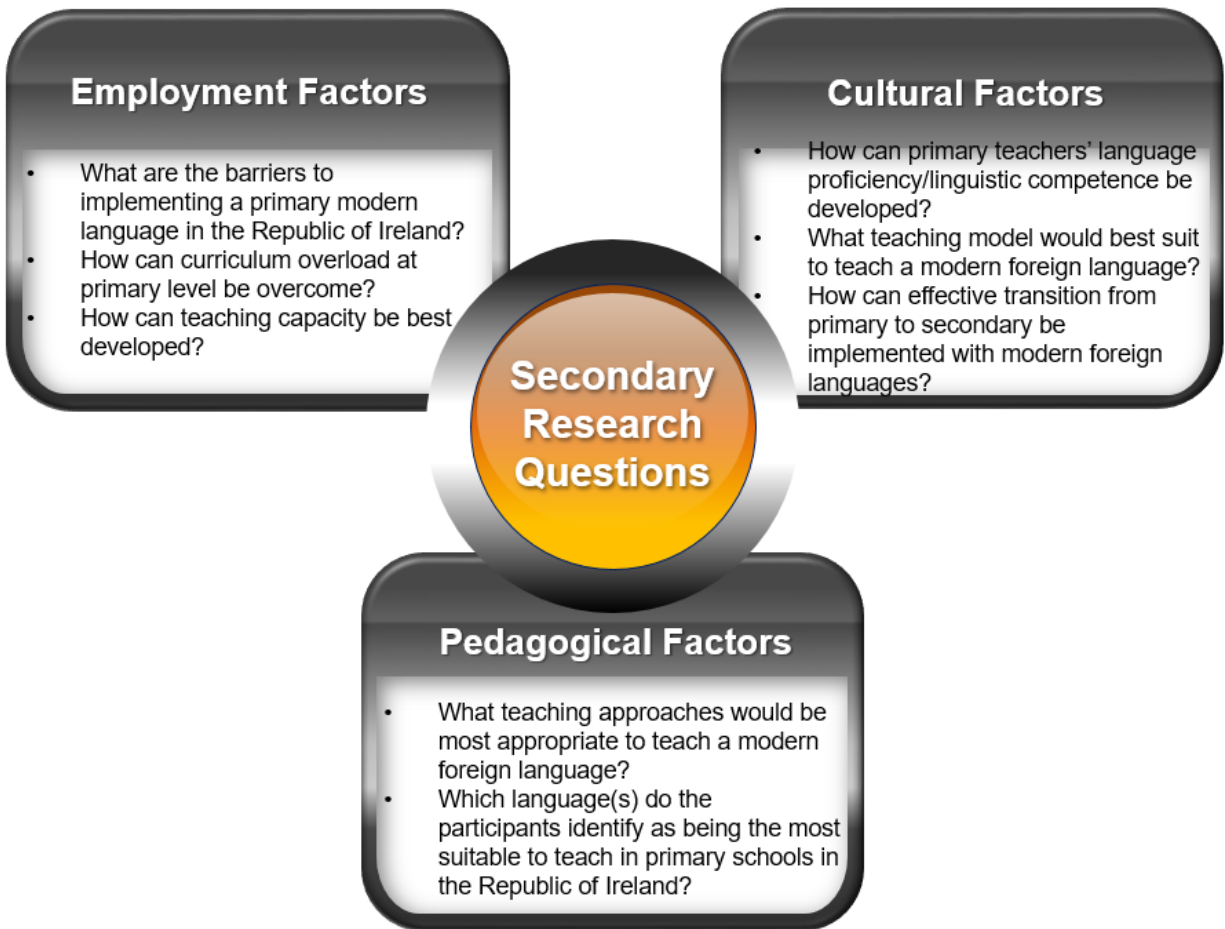 Employment Factors
• What are the barriers to
implementing a primary modern
language in the Republic of Ireland?
• How can curriculum overload at
primary level be overcome?
• How can teaching capacity be best
developed?
Cultural Factors
• How can primary teachers’ language
proficiency/linguistic competence be
developed?
• What teaching model would best suit
to teach a modern foreign language?
• How can effective transition from
primary to secondary be
implemented with modern foreign
languages?
Secondary
Research
Questions
Pedagogical Factors
• What teaching approaches would be
most appropriate to teach a modern
foreign language?
• Which language(s) do the
participants identify as being the most
suitable to teach in primary schools in
the Republic of Ireland?